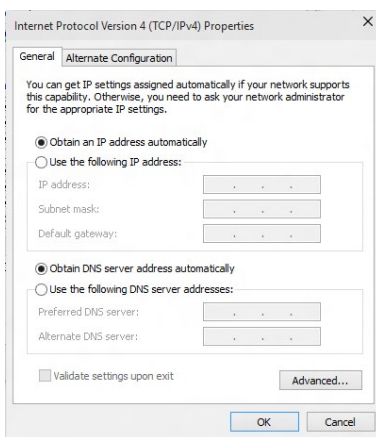 Internet Protocol Version 4 (TCP/IPv4) Properties
General
Alternate Configuration
You can get IP settings assigned automatically if your network supports
this capability. Otherwise, you need to ask your network administrator
for the appropriate IP settings.
Obtain an IP address automatically
Use the following IP address:
IP address:
Subnet mask:
Default gateway:
Obtain DNS server address automatically
Use the following DNS server addresses:
Preferred DNS server:
Alternate DNS server:
Validate settings upon exit
Advanced...
OK
Cancel